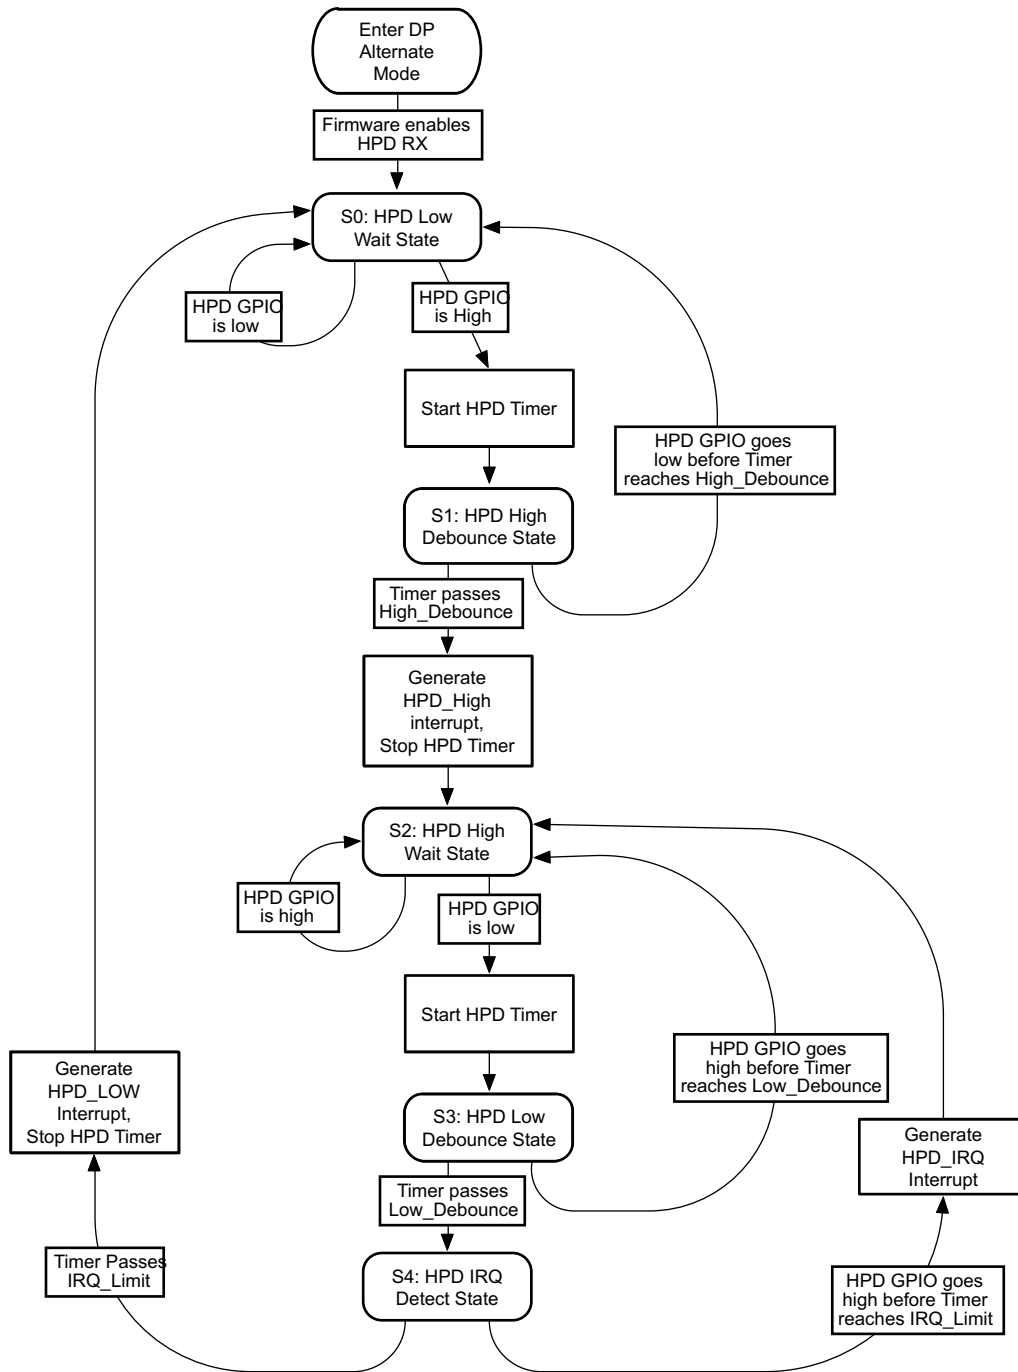 Enter DP
Alternate
Mode
Firmware enables
HPD RX
S0: HPD Low
Wait State
HPD GPIO
is low
HPD GPIO
is High
Start HPD Timer
HPD GPIO goes
low before Timer
reaches High_Debounce
S1: HPD High
Debounce State
Timer passes
High_Debounce
Generate
HPD_High
interrupt,
Stop HPD Timer
S2: HPD High
Wait State
HPD GPIO
is high
HPD GPIO
is low
Start HPD Timer
HPD GPIO goes
high before Timer
reaches Low_Debounce
Generate
HPD_LOW
Interrupt,
Stop HPD Timer
S3: HPD Low
Debounce State
Generate
HPD_IRQ
Interrupt
Timer passes
Low_Debounce
Timer Passes
IRQ_Limit
S4: HPD IRQ
Detect State
HPD GPIO goes
high before Timer
reaches IRQ_Limit